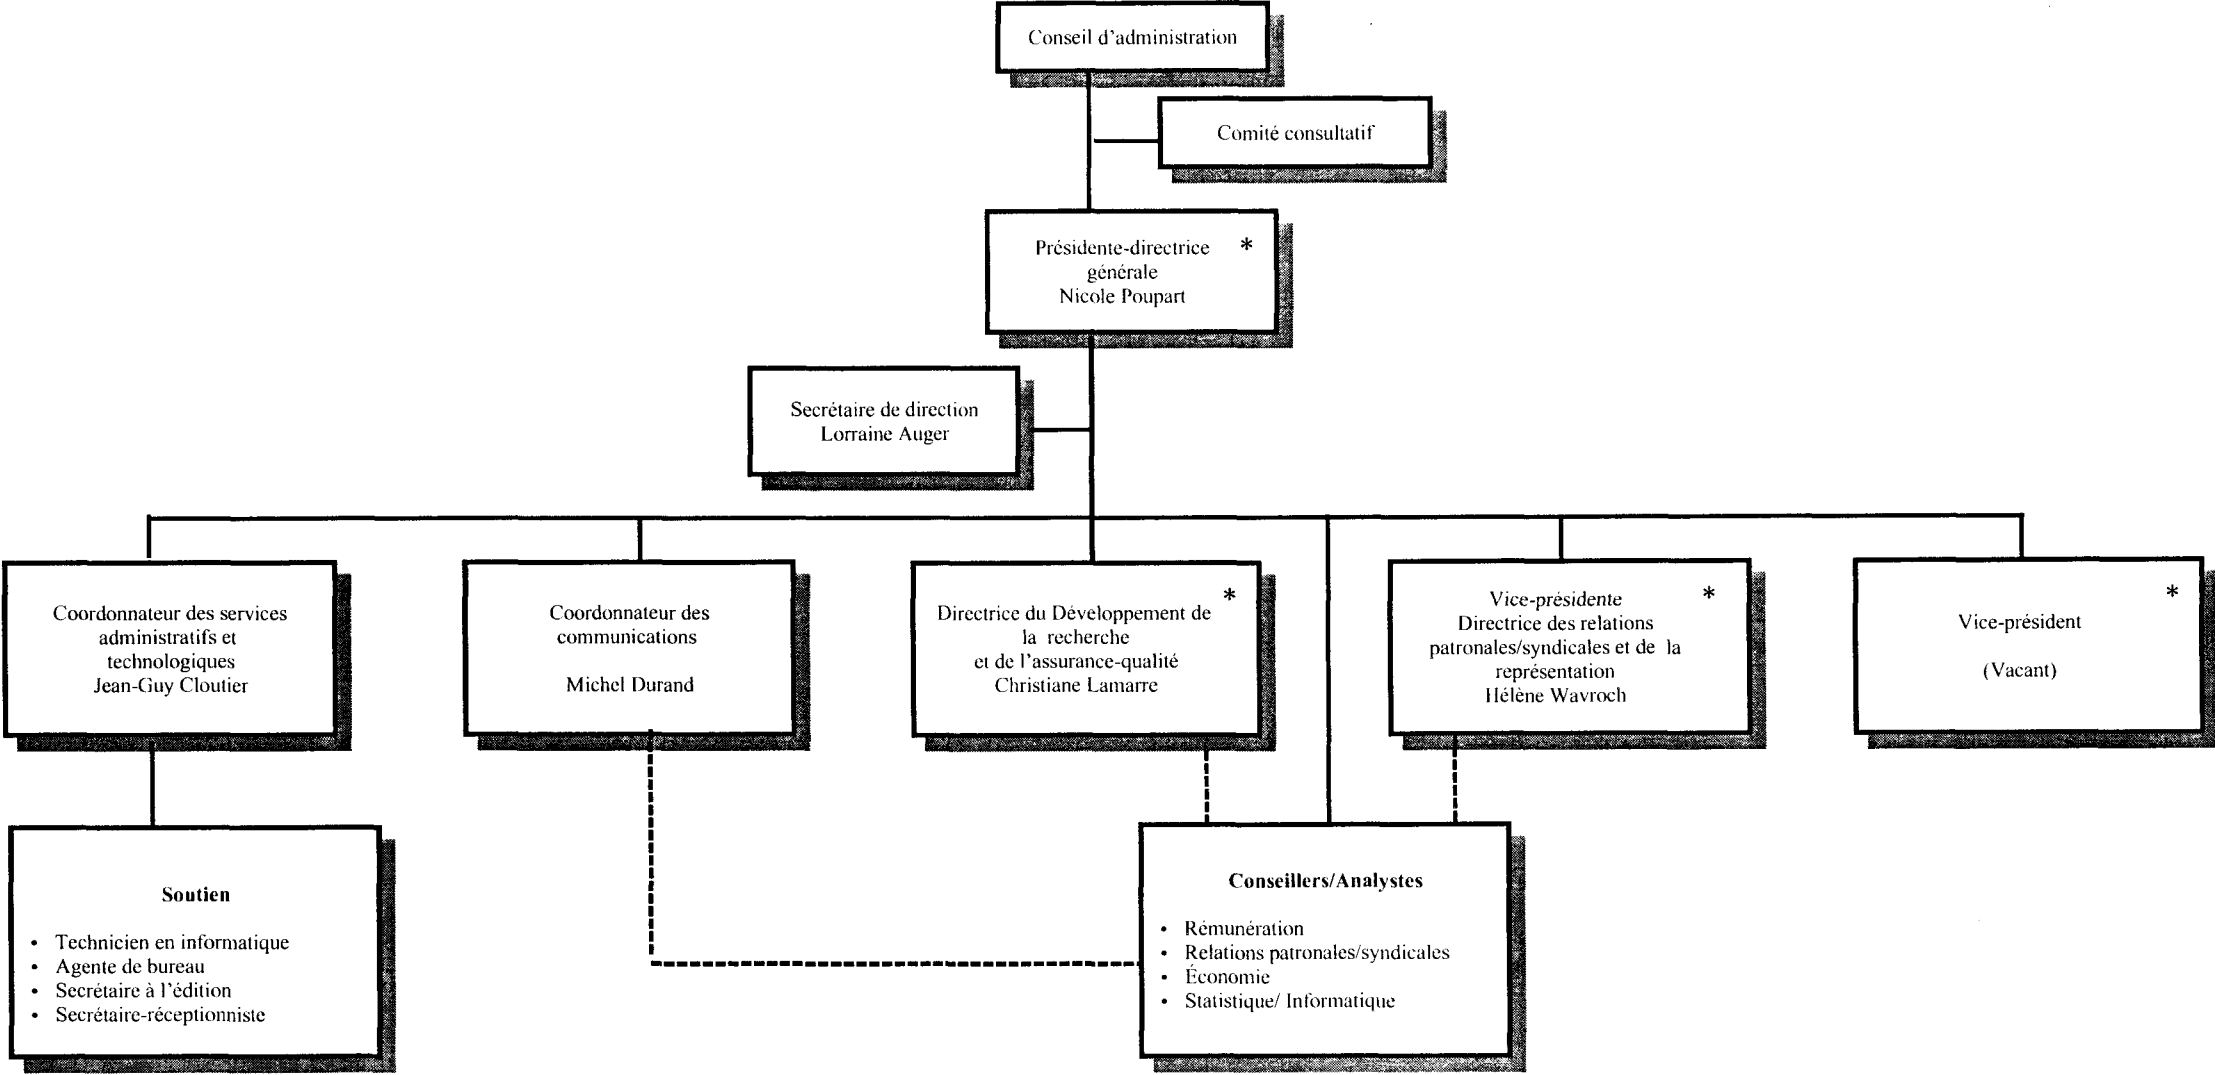 Conseil d'administration
Comité consultatif
Présidente-directrice *
générale
Nicole Poupart
Secrétaire de direction
Lorraine Auger
Coordonnateur des services
administratifs et
technologiques
Jean-Guy Cloutier
Coordonnateur des
communications
Michel Durand
*
Directrice du Développement de
la recherche
et de l'assurance-qualité
Christiane Lamarre
Vice-présidente *
Directrice des relations
patronales/syndicales et de la
représentation
Hélène Wavroch
*
Vice-président
(Vacant)
Soutien
• Technicien en informatique
• Agente de bureau
• Secrétaire à l'édition
• Secrétaire-réceptionniste
Conseillers/Analystes
• Rémunération
• Relations patronales/syndicales
• Économie
• Statistique/ Informatique